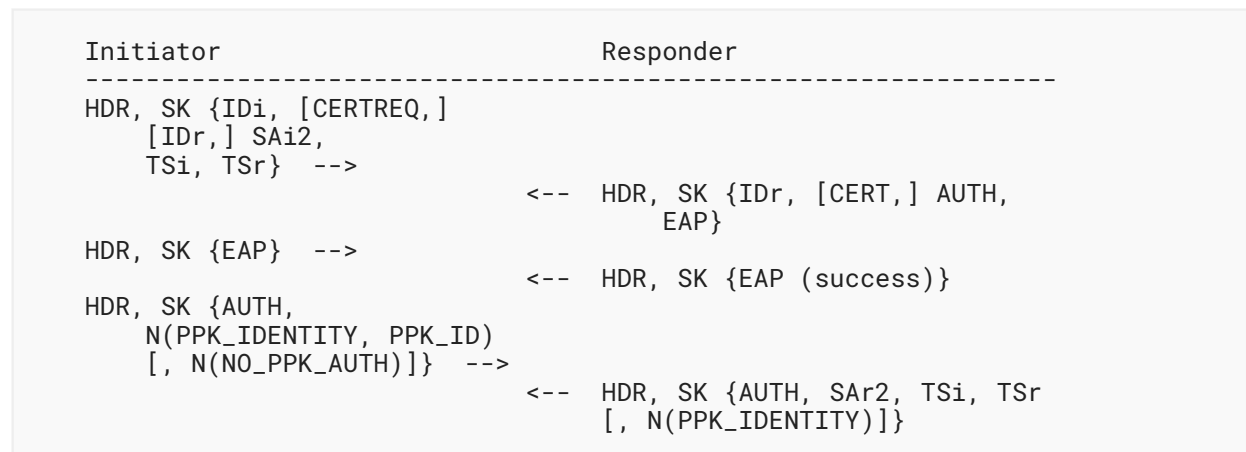 Initiator                         Responder
----------------------------------------------------------------
HDR, SK {IDi, [CERTREQ,]
    [IDr,] SAi2,
    TSi, TSr}  -->
                             <--  HDR, SK {IDr, [CERT,] AUTH,
                                      EAP}
HDR, SK {EAP}  -->
                             <--  HDR, SK {EAP (success)}
HDR, SK {AUTH,
    N(PPK_IDENTITY, PPK_ID)
    [, N(NO_PPK_AUTH)]}  -->
                             <--  HDR, SK {AUTH, SAr2, TSi, TSr
                                  [, N(PPK_IDENTITY)]}